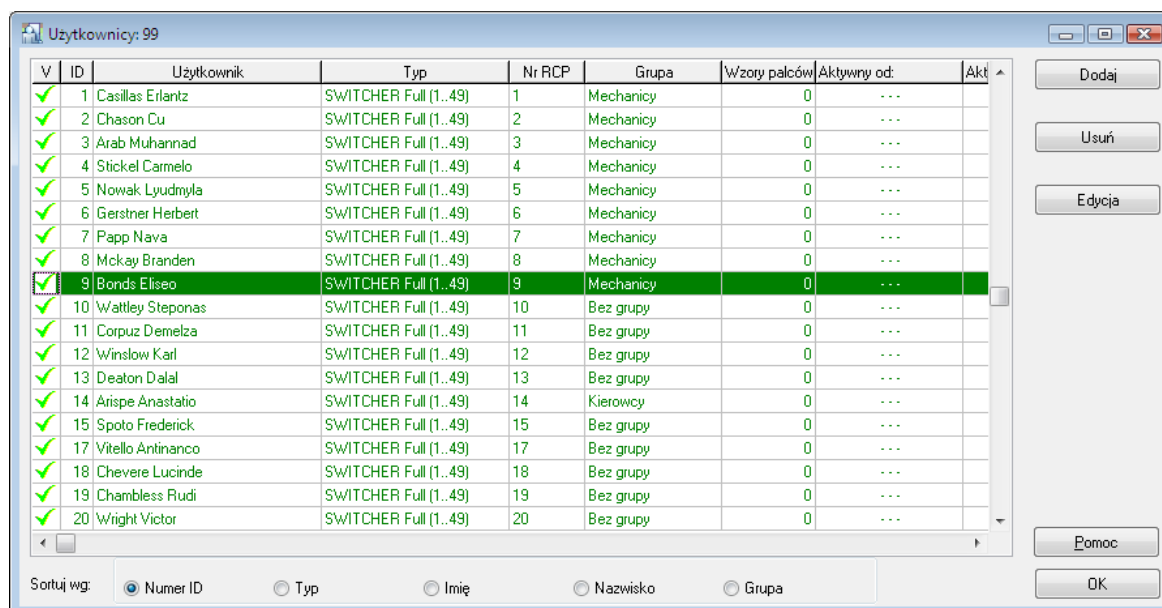 Użytkownicy: 99
V ID Użytkownik Typ Nr RCP Grupa Wzory palców Aktywny od: Akt
1 Casillas Erlantz SWITCHER Full (1..49) 1 Mechanicy 0 - - -
2 Chason Cu SWITCHER Full (1..49) 2 Mechanicy 0 - - -
3 Arab Muhannad SWITCHER Full (1..49) 3 Mechanicy 0 - - -
4 Stickel Carmelo SWITCHER Full (1..49) 4 Mechanicy 0 - - -
5 Nowak Lyudmyla SWITCHER Full (1..49) 5 Mechanicy 0 - - -
6 Gerstner Herbert SWITCHER Full (1..49) 6 Mechanicy 0 - - -
7 Papp Nava SWITCHER Full (1..49) 7 Mechanicy 0 - - -
8 Mckay Branden SWITCHER Full (1..49) 8 Mechanicy 0 - - -
9 Bonds Eliseo SWITCHER Full (1..49) 9 Mechanicy 0 - - -
10 Wattley Steponas SWITCHER Full (1..49) 10 Bez grupy 0 - - -
11 Corpuz Demelza SWITCHER Full (1..49) 11 Bez grupy 0 - - -
12 Winslow Karl SWITCHER Full (1..49) 12 Bez grupy 0 - - -
13 Deaton Dalal SWITCHER Full (1..49) 13 Bez grupy 0 - - -
14 Arispe Anastatio SWITCHER Full (1..49) 14 Kierowcy 0 - - -
15 Spoto Frederick SWITCHER Full (1..49) 15 Bez grupy 0 - - -
17 Vitello Antinanco SWITCHER Full (1..49) 17 Bez grupy 0 - - -
18 Chevere Lucinde SWITCHER Full (1..49) 18 Bez grupy 0 - - -
19 Chambless Rudi SWITCHER Full (1..49) 19 Bez grupy 0 - - -
20 Wright Victor SWITCHER Full (1..49) 20 Bez grupy 0 - - -
Dodaj
Usuń
Edycja
Pomoc
OK
Sortuj wg: Numer ID Typ Imię Nazwisko Grupa